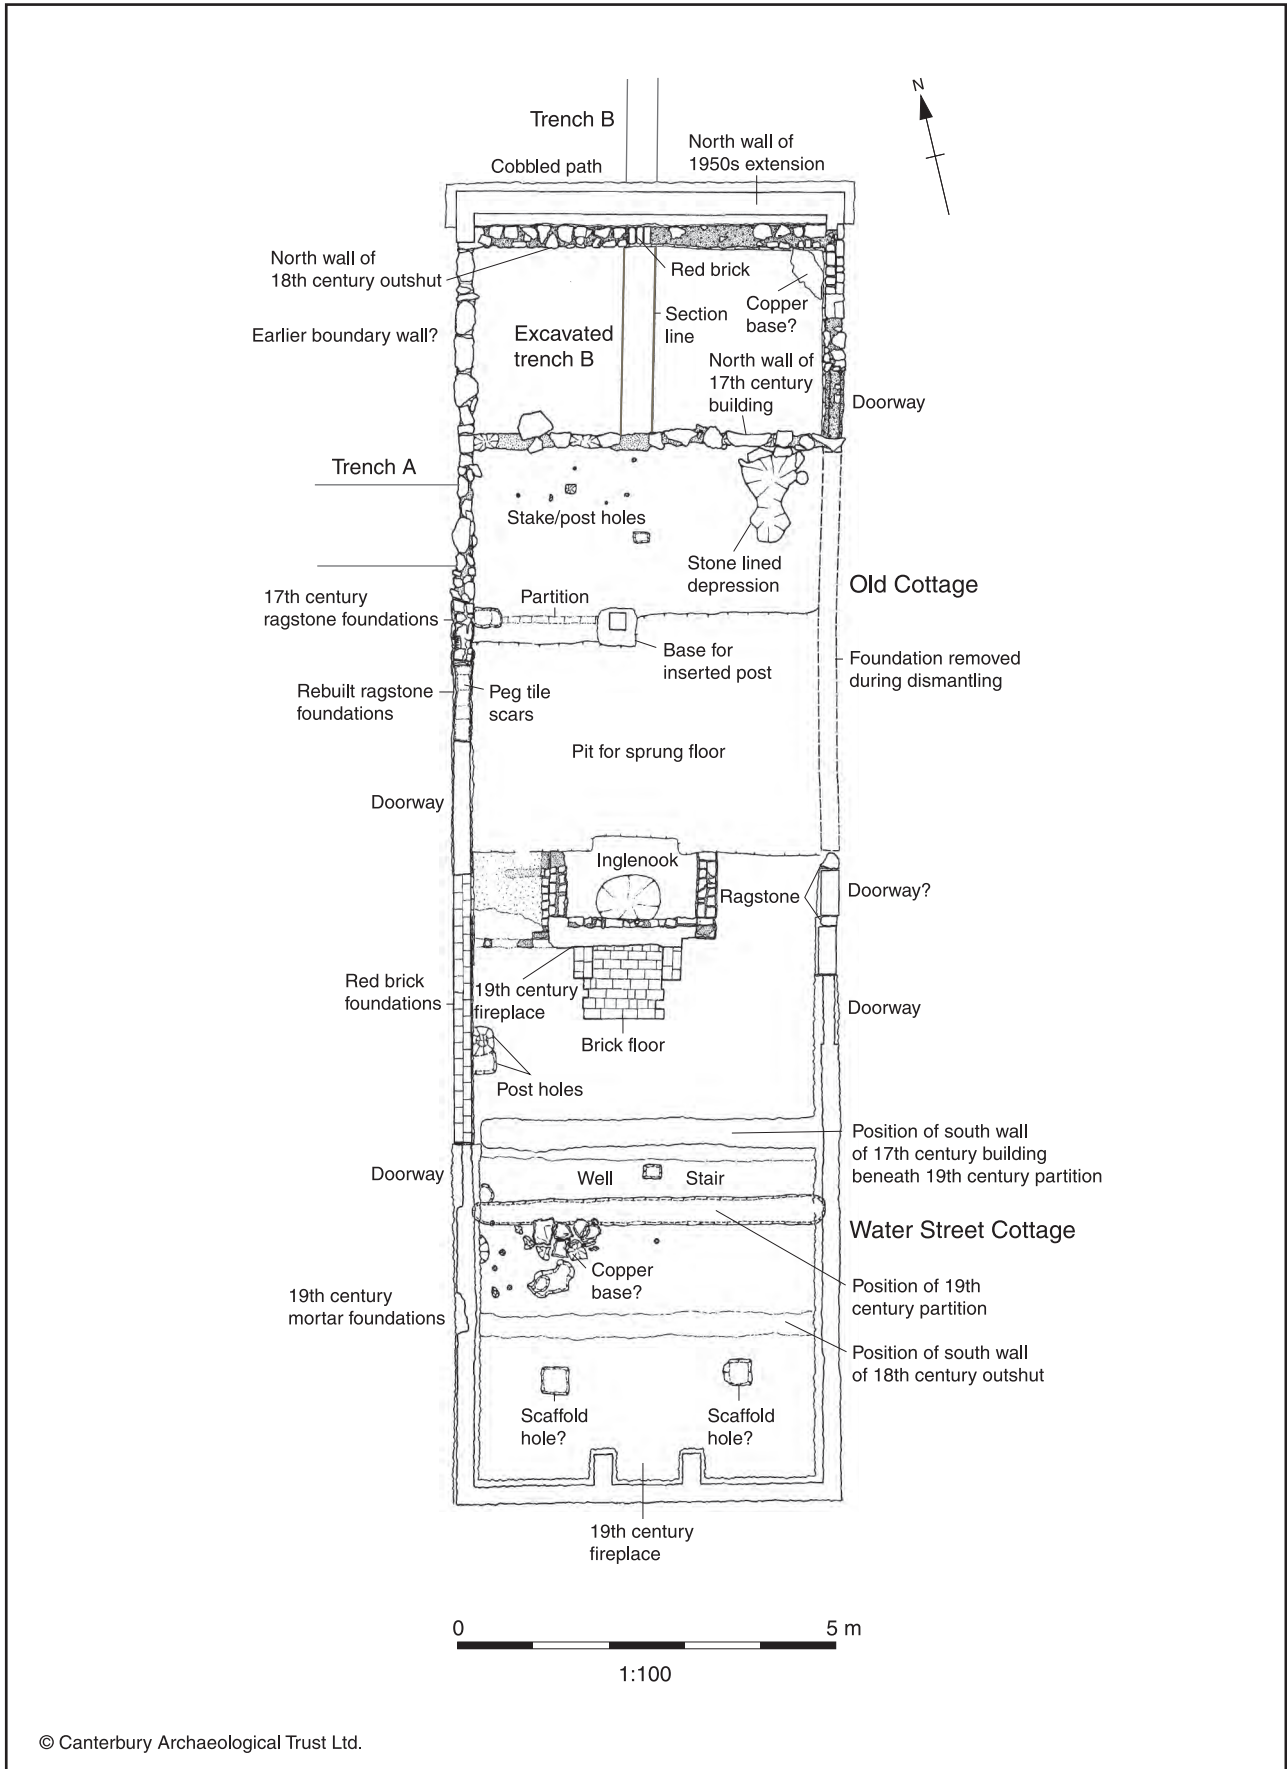 N
Trench B
North wall of
1950s extension
Cobbled path
North wall of
18th century outshut
Red brick
Copper
base?
Section
line
Earlier boundary wall?
Excavated
trench B
North wall of
17th century
building
Doorway
Trench A
Stake/post holes
Stone lined
depression
Old Cottage
17th century
ragstone foundations
Partition
Base for
inserted post
Foundation removed
during dismantling
Rebuilt ragstone
foundations
Peg tile
scars
Pit for sprung floor
Doorway
Inglenook
Ragstone
Doorway?
Red brick
foundations
19th century
fireplace
Doorway
Brick floor
Post holes
Position of south wall
of 17th century building
beneath 19th century partition
Doorway
Well
Stair
Water Street Cottage
Copper
base?
Position of 19th
century partition
19th century
mortar foundations
Position of south wall
of 18th century outshut
Scaffold
hole?
Scaffold
hole?
19th century
fireplace
0
5 m
1:100
© Canterbury Archaeological Trust Ltd.